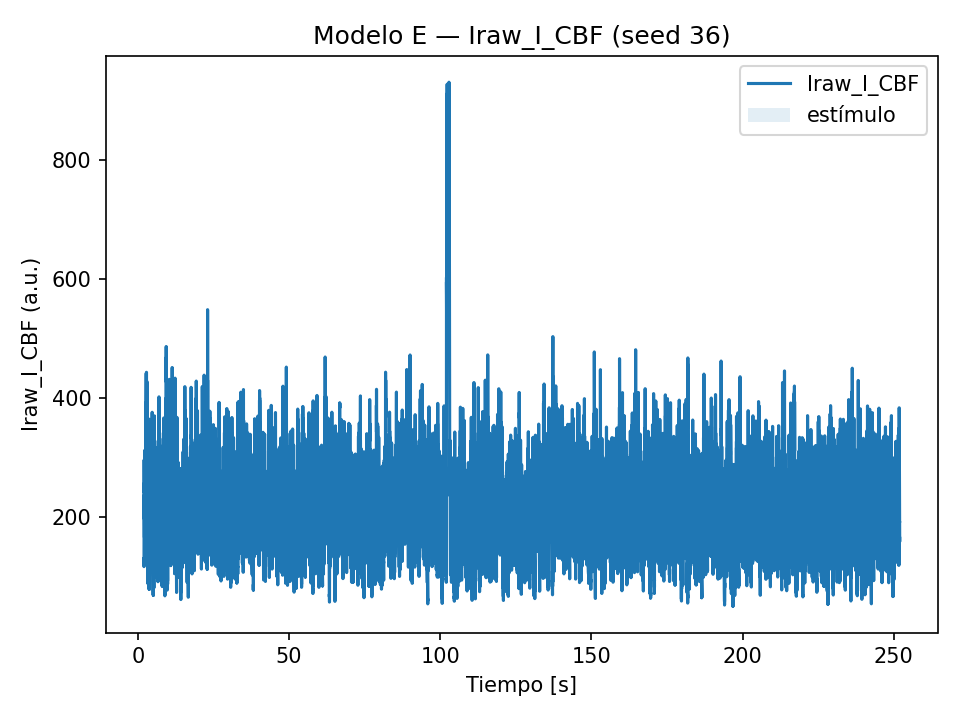 Modelo E — Iraw_I_CBF (seed 36)
Iraw_I_CBF
estímulo
Iraw_I_CBF (a.u.)
800
600
400
200
0 50 100 150 200 250
Tiempo [s]